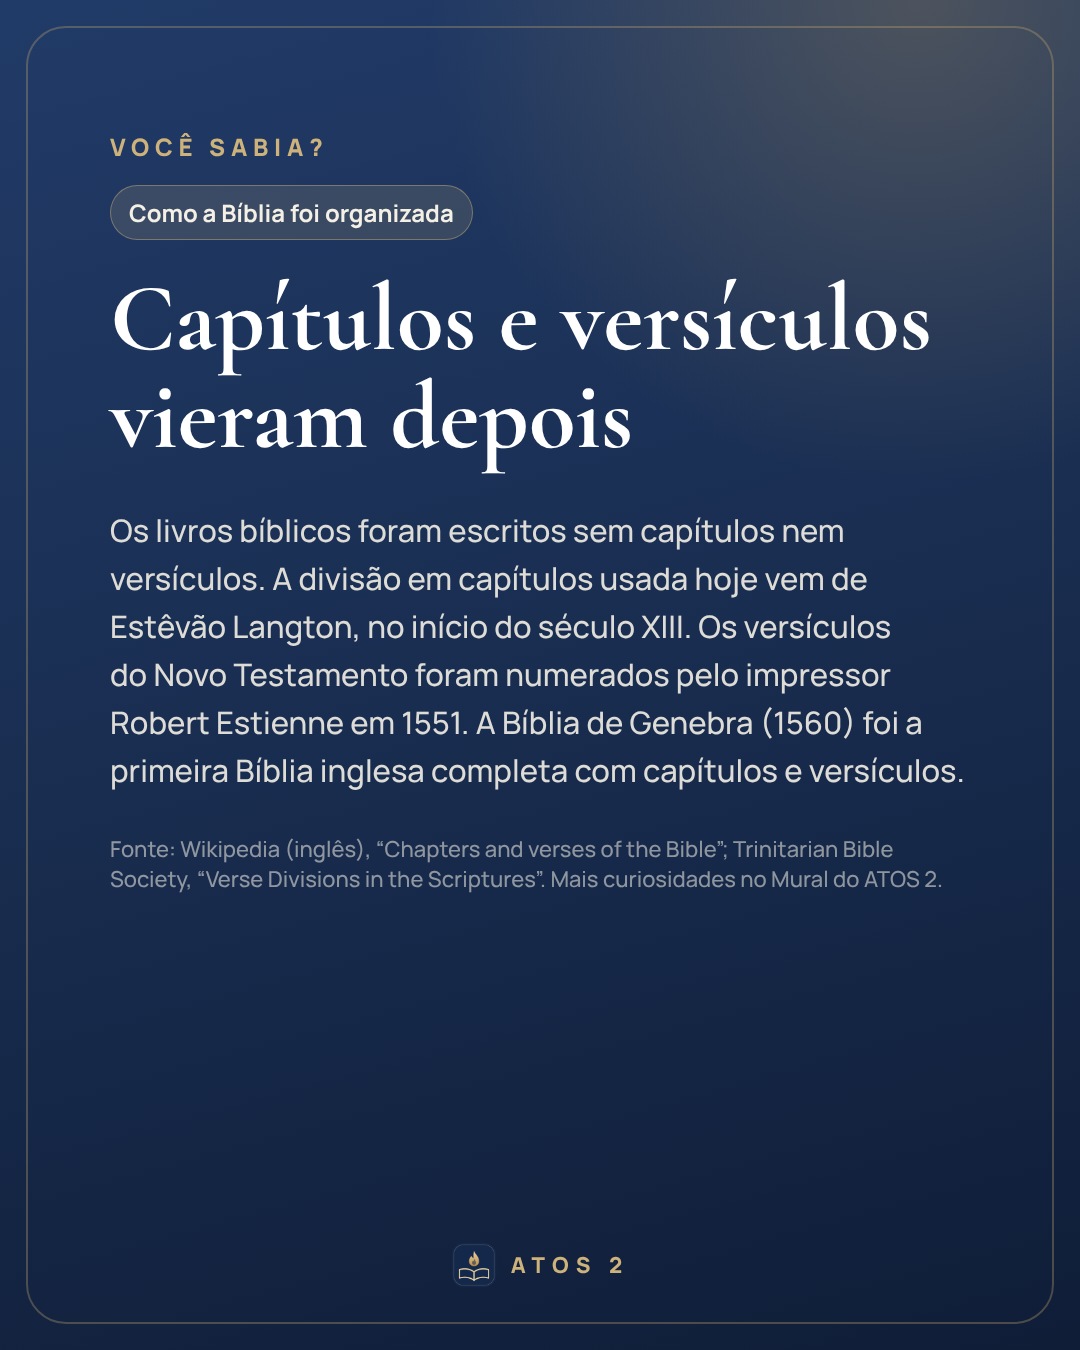 VOCÊ SABIA?
Como a Bíblia foi organizada
Capítulos e versículos
vieram depois
Os livros bíblicos foram escritos sem capítulos nem
versículos. A divisão em capítulos usada hoje vem de
Estêvão Langton, no início do século XIII. Os versículos
do Novo Testamento foram numerados pelo impressor
Robert Estienne em 1551. A Bíblia de Genebra (1560) foi a
primeira Bíblia inglesa completa com capítulos e versículos.
Fonte: Wikipedia (inglês), “Chapters and verses of the Bible”; Trinitarian Bible
Society, “Verse Divisions in the Scriptures”. Mais curiosidades no Mural do ATOS 2.
ATOS 2